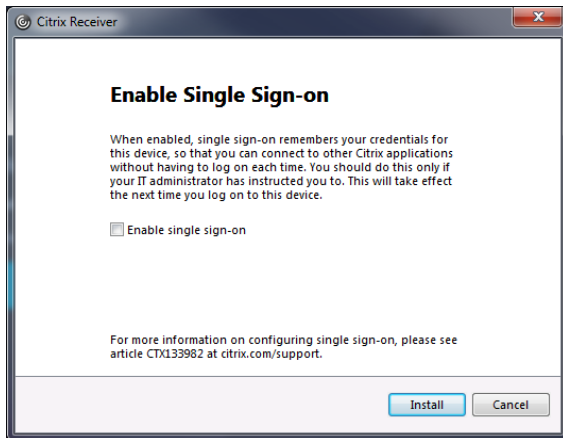 Citrix Receiver
Enable Single Sign-on
When enabled, single sign-on remembers your credentials for
this device, so that you can connect to other Citrix applications
without having to log on each time. You should do this only if
your IT administrator has instructed you to. This will take effect
the next time you log on to this device.
Enable single sign-on
For more information on configuring single sign-on, please see
article CTX133982 at citrix.com/support.
Install Cancel